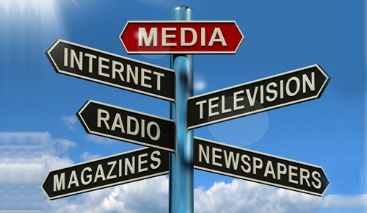 MEDIA
INTERNET
TELEVISION
RADIO
NEWSPAPERS
MAGAZINES